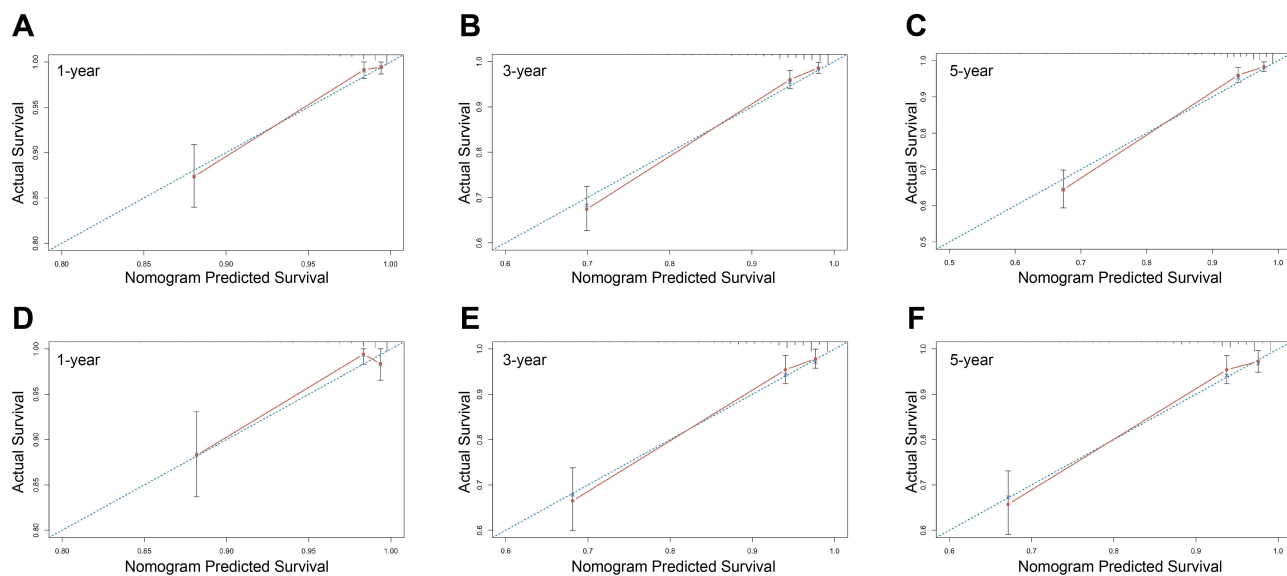 A
1-year
Actual Survival
1.00
0.95
0.90
0.85
0.80
0.80 0.85 0.90 0.95 1.00
Nomogram Predicted Survival
B
3-year
Actual Survival
1.0
0.9
0.8
0.7
0.6
0.6 0.7 0.8 0.9 1.0
Nomogram Predicted Survival
C
5-year
Actual Survival
1.0
0.9
0.8
0.7
0.6
0.5
0.5 0.6 0.7 0.8 0.9 1.0
Nomogram Predicted Survival
D
1-year
Actual Survival
1.00
0.95
0.90
0.85
0.80
0.80 0.85 0.90 0.95 1.00
Nomogram Predicted Survival
E
3-year
Actual Survival
1.0
0.9
0.8
0.7
0.6
0.6 0.7 0.8 0.9 1.0
Nomogram Predicted Survival
F
5-year
Actual Survival
1.0
0.9
0.8
0.7
0.6
0.6 0.7 0.8 0.9 1.0
Nomogram Predicted Survival